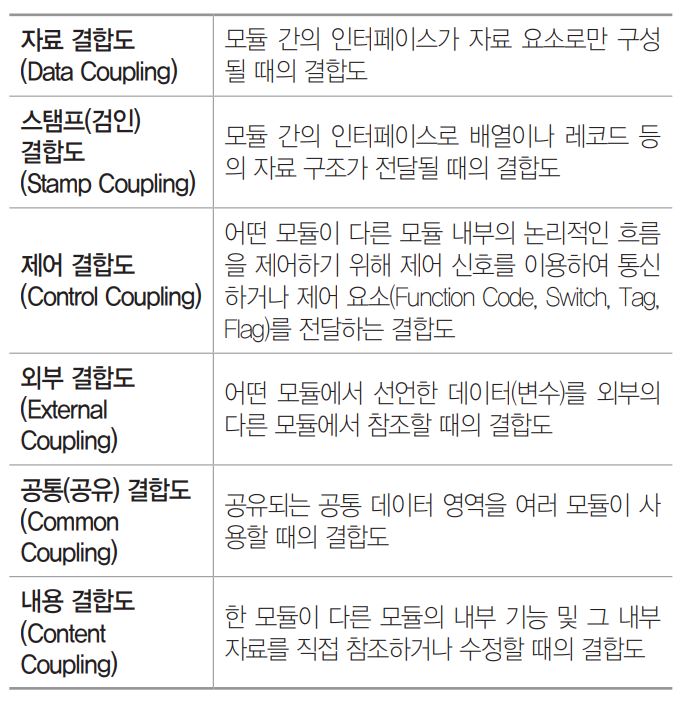 자료 결합도
(Data Coupling)
모듈 간의 인터페이스가 자료 요소로만 구성
될 때의 결합도
스탬프(검인)
결합도
(Stamp Coupling)
모듈 간의 인터페이스로 배열이나 레코드 등
의 자료 구조가 전달될 때의 결합도
제어 결합도
(Control Coupling)
어떤 모듈이 다른 모듈 내부의 논리적인 흐름
을 제어하기 위해 제어 신호를 이용하여 통신
하거나 제어 요소(Function Code, Switch, Tag,
Flag)를 전달하는 결합도
외부 결합도
(External
Coupling)
어떤 모듈에서 선언한 데이터(변수)를 외부의
다른 모듈에서 참조할 때의 결합도
공통(공유) 결합도
(Common
Coupling)
공유되는 공통 데이터 영역을 여러 모듈이 사
용할 때의 결합도
내용 결합도
(Content
Coupling)
한 모듈이 다른 모듈의 내부 기능 및 그 내부
자료를 직접 참조하거나 수정할 때의 결합도